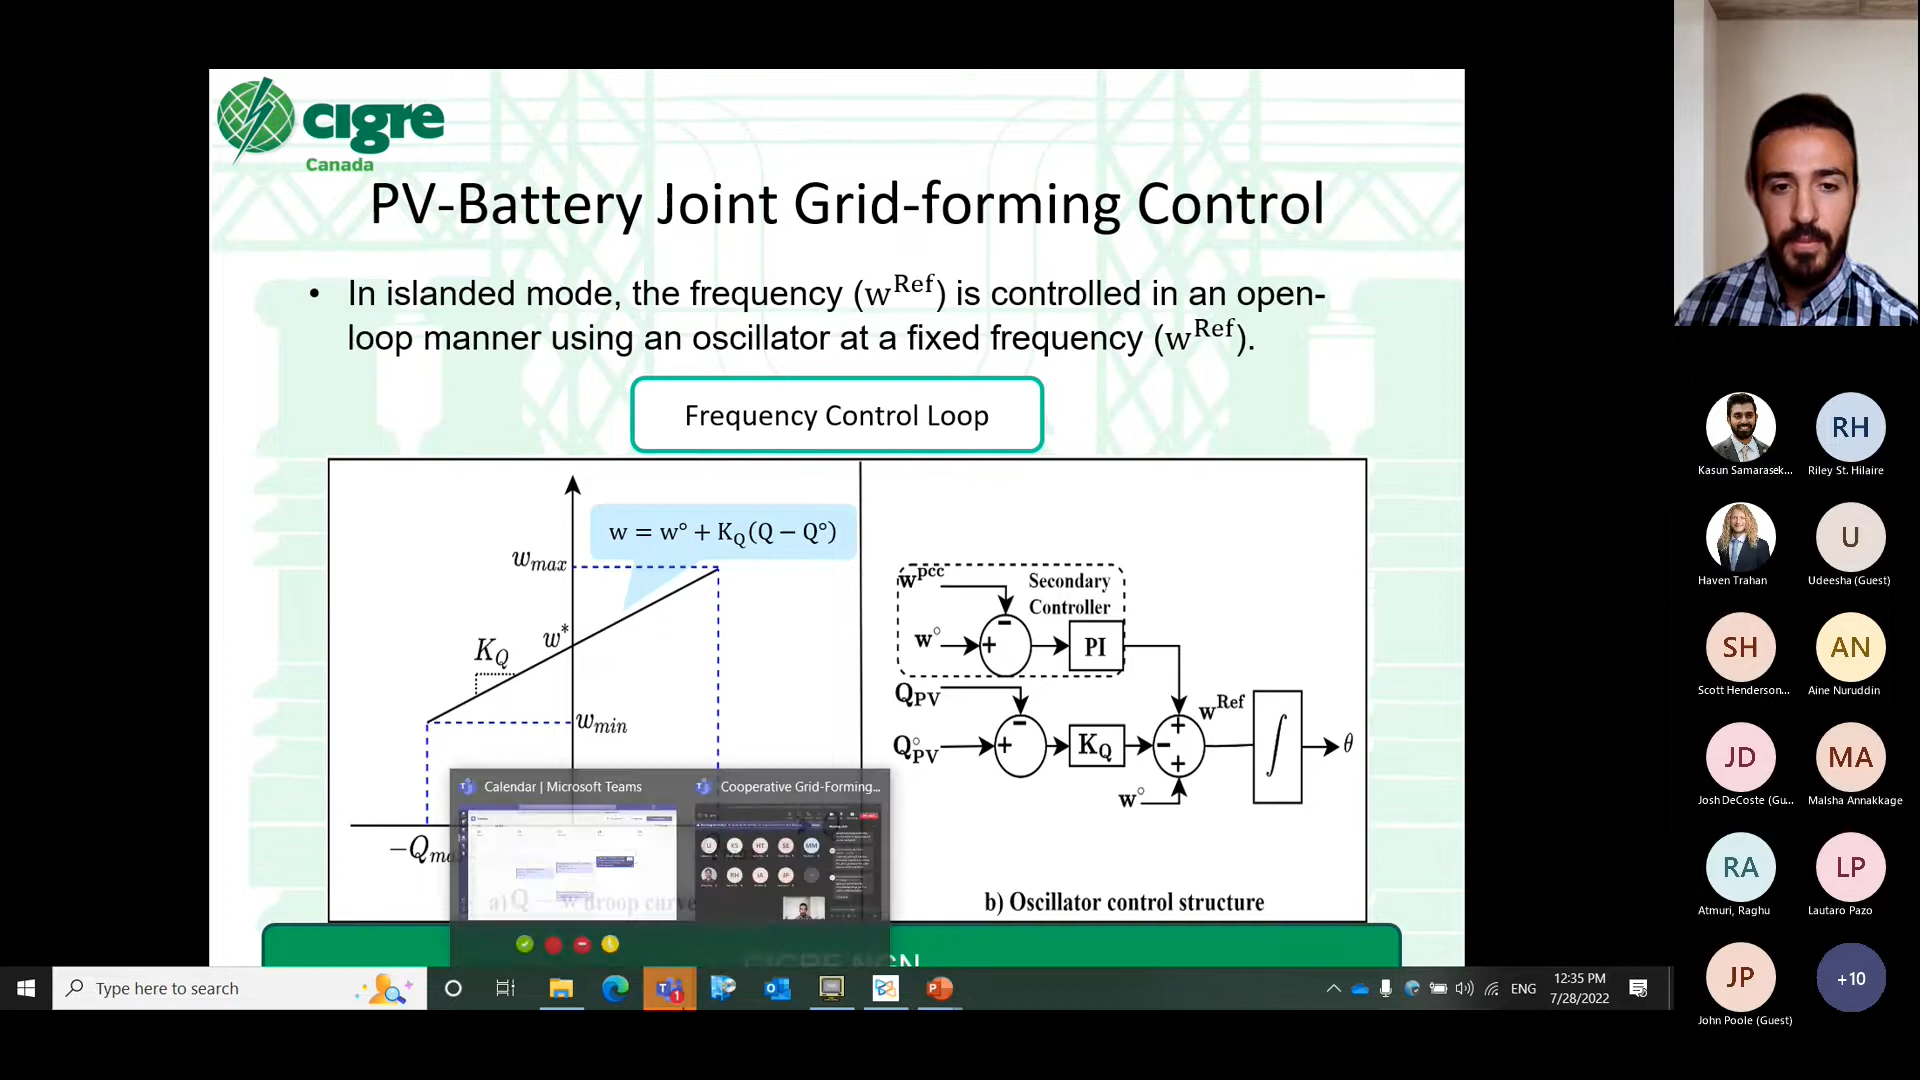 cigre
Canada
PV-Battery Joint Grid-forming Control
• In islanded mode, the frequency (w^Ref) is controlled in an open-
loop manner using an oscillator at a fixed frequency (w^Ref).
Frequency Control Loop
w = w° + K_Q(Q − Q°)
w_max
w*
K_Q
w_min
−Q_ma
a) Q
w droop curve
w^pcc
Secondary
Controller
−
w°
+
PI
Q_PV
−
Q°_PV
+
K_Q
+
−
+
w^Ref
∫
θ
w°
b) Oscillator control structure
Calendar | Microsoft Teams
Cooperative Grid-Forming...
CIGRE NGN
Type here to search
ENG
12:35 PM
7/28/2022
Kasun Samarasek...
RH
Riley St. Hilaire
Haven Trahan
U
Udeesha (Guest)
SH
Scott Henderson...
AN
Aine Nuruddin
JD
Josh DeCoste (Gu...
MA
Malsha Annakkage
RA
Atmuri, Raghu
LP
Lautaro Pazo
JP
John Poole (Guest)
+10